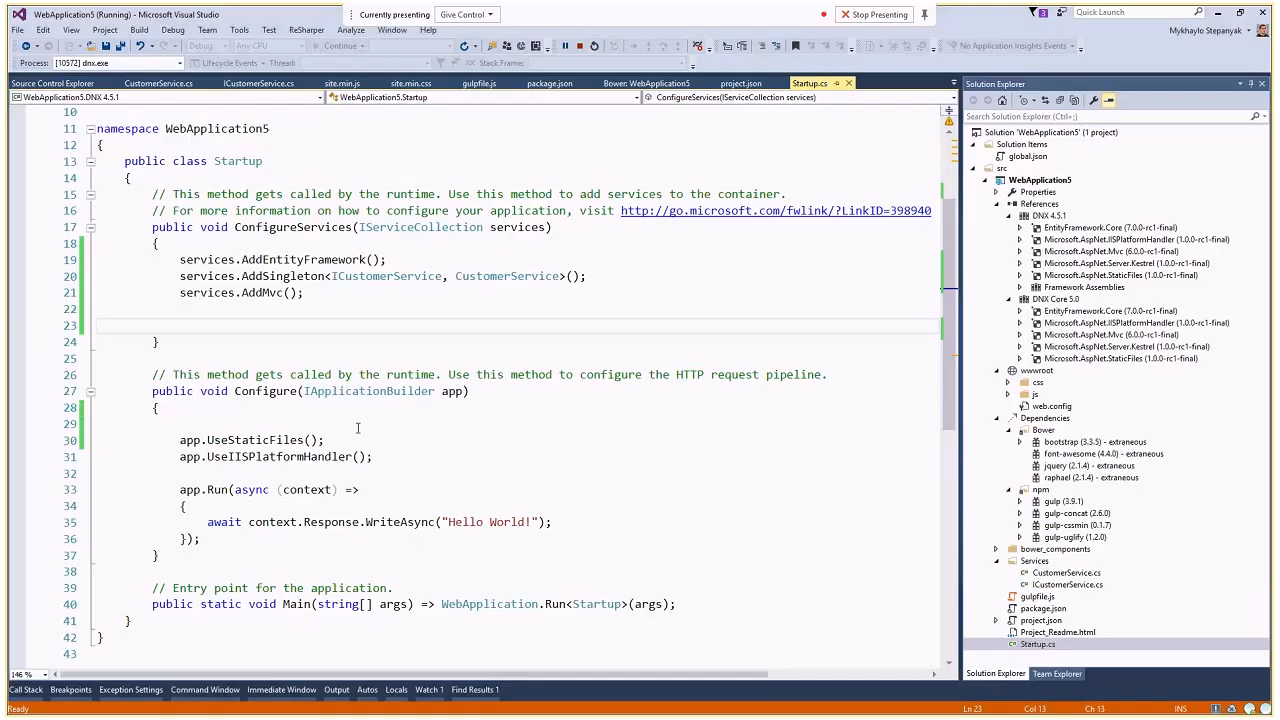 WebApplication5 (Running) - Microsoft Visual Studio
Currently presenting Give Control Stop Presenting
3 Quick Launch (Ctrl+Q)
File Edit View Project Build Debug Team Tools Test ReSharper Analyze Window Help
Mykhaylo Stepanyak
Debug Any CPU Continue No Application Insights Events
Process: [10572] dnx.exe Lifecycle Events Thread: Stack Frame:
Source Control Explorer CustomerService.cs ICustomerService.cs site.min.js site.min.css gulpfile.js package.json Bower: WebApplication5 project.json Startup.cs
WebApplication5.DNX 4.5.1 WebApplication5.Startup ConfigureServices(IServiceCollection services)
10
11 namespace WebApplication5
12 {
13 public class Startup
14 {
15 // This method gets called by the runtime. Use this method to add services to the container.
16 // For more information on how to configure your application, visit http://go.microsoft.com/fwlink/?LinkID=398940
17 public void ConfigureServices(IServiceCollection services)
18 {
19 services.AddEntityFramework();
20 services.AddSingleton<ICustomerService, CustomerService>();
21 services.AddMvc();
22
23
24 }
25
26 // This method gets called by the runtime. Use this method to configure the HTTP request pipeline.
27 public void Configure(IApplicationBuilder app)
28 {
29
30 app.UseStaticFiles();
31 app.UseIISPlatformHandler();
32
33 app.Run(async (context) =>
34 {
35 await context.Response.WriteAsync("Hello World!");
36 });
37 }
38
39 // Entry point for the application.
40 public static void Main(string[] args) => WebApplication.Run<Startup>(args);
41 }
42 }
43
146 %
Solution Explorer
Search Solution Explorer (Ctrl+;)
Solution 'WebApplication5' (1 project)
Solution Items
global.json
src
WebApplication5
Properties
References
DNX 4.5.1
EntityFramework.Core (7.0.0-rc1-final)
Microsoft.AspNet.IISPlatformHandler (1.0.0-rc1-final)
Microsoft.AspNet.Mvc (6.0.0-rc1-final)
Microsoft.AspNet.Server.Kestrel (1.0.0-rc1-final)
Microsoft.AspNet.StaticFiles (1.0.0-rc1-final)
Framework Assemblies
DNX Core 5.0
EntityFramework.Core (7.0.0-rc1-final)
Microsoft.AspNet.IISPlatformHandler (1.0.0-rc1-final)
Microsoft.AspNet.Mvc (6.0.0-rc1-final)
Microsoft.AspNet.Server.Kestrel (1.0.0-rc1-final)
Microsoft.AspNet.StaticFiles (1.0.0-rc1-final)
wwwroot
css
js
web.config
Dependencies
Bower
bootstrap (3.3.5) - extraneous
font-awesome (4.4.0) - extraneous
jquery (2.1.4) - extraneous
raphael (2.1.4) - extraneous
npm
gulp (3.9.1)
gulp-concat (2.6.0)
gulp-cssmin (0.1.7)
gulp-uglify (1.2.0)
bower_components
Services
CustomerService.cs
ICustomerService.cs
gulpfile.js
package.json
project.json
Project_Readme.html
Startup.cs
Solution Explorer Team Explorer
Call Stack Breakpoints Exception Settings Command Window Immediate Window Output Autos Locals Watch 1 Find Results 1
Ready Ln 23 Col 13 Ch 13 INS